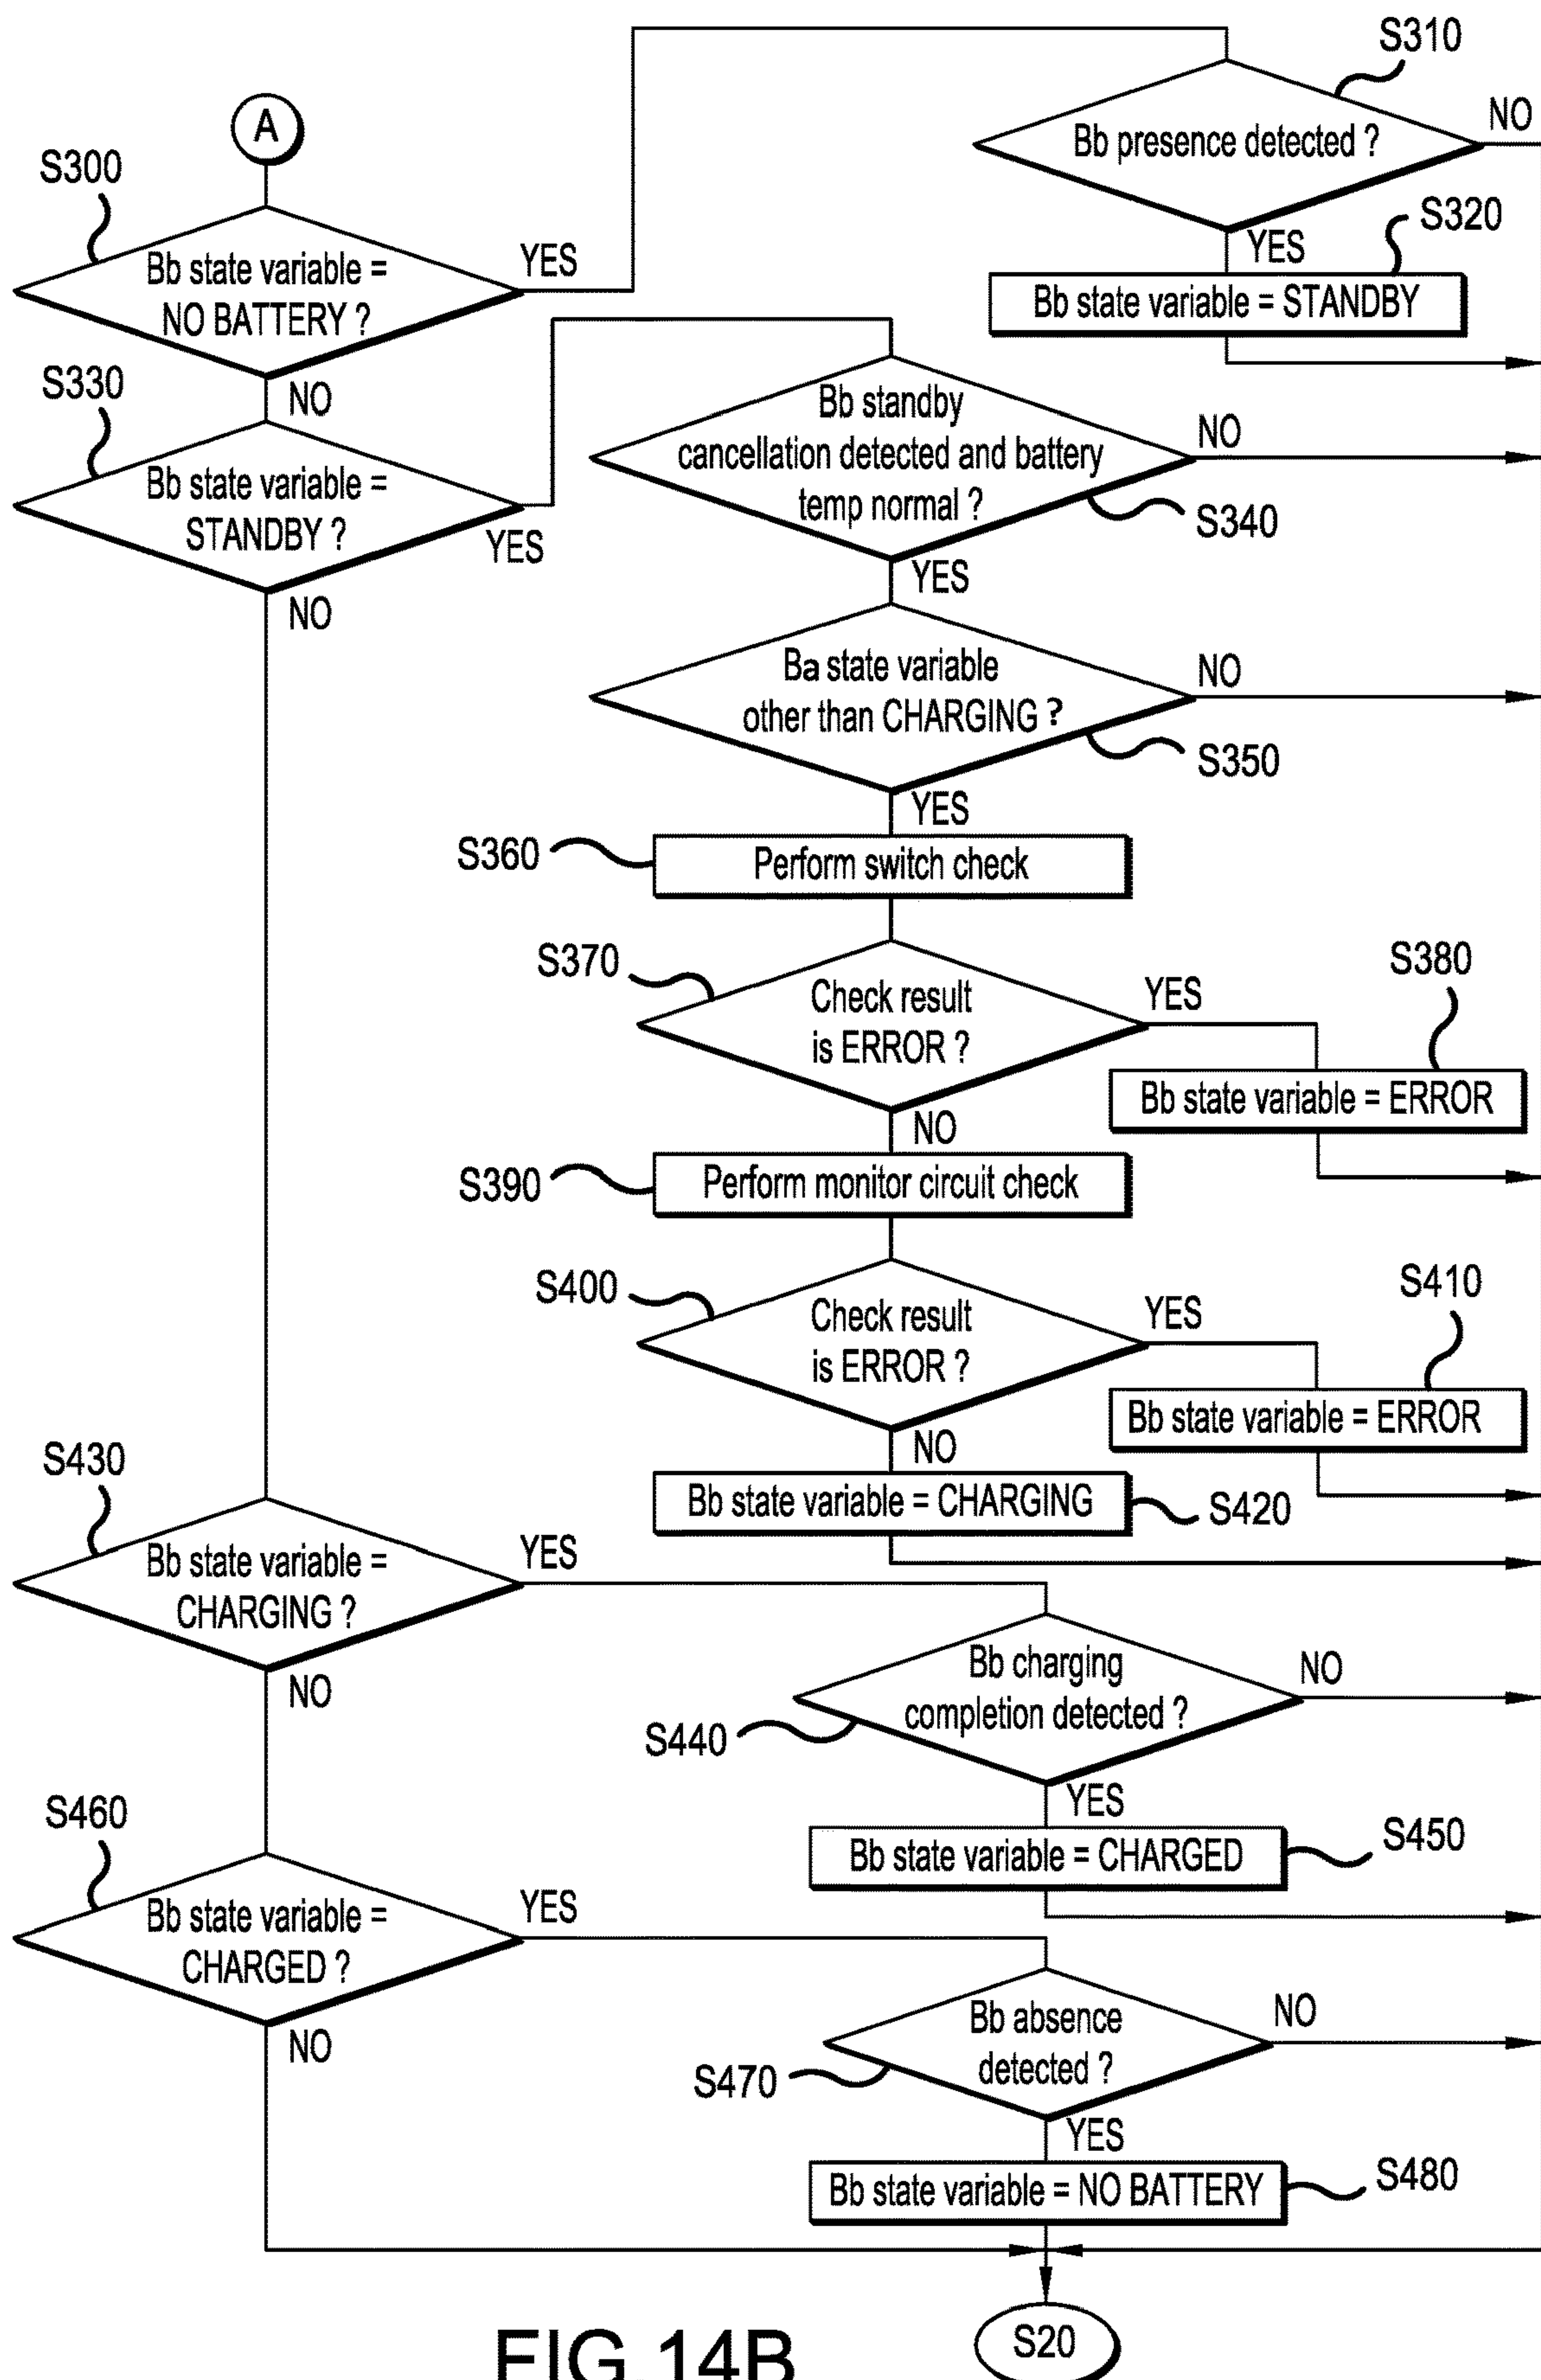 S310
A
Bb presence detected ?
NO
S300
S320
Bb state variable =
NO BATTERY ?
YES
YES
Bb state variable = STANDBY
S330
NO
Bb standby
cancellation detected and battery
temp normal ?
NO
Bb state variable =
STANDBY ?
YES
S340
NO
YES
Ba state variable
other than CHARGING ?
NO
S350
YES
S360
Perform switch check
S370
Check result
is ERROR ?
YES
S380
Bb state variable = ERROR
NO
S390
Perform monitor circuit check
S400
Check result
is ERROR ?
YES
S410
Bb state variable = ERROR
NO
S430
Bb state variable = CHARGING
S420
Bb state variable =
CHARGING ?
YES
NO
Bb charging
completion detected ?
NO
S440
YES
S460
Bb state variable = CHARGED
S450
Bb state variable =
CHARGED ?
YES
NO
Bb absence
detected ?
NO
S470
YES
Bb state variable = NO BATTERY
S480
S20
FIG.14B